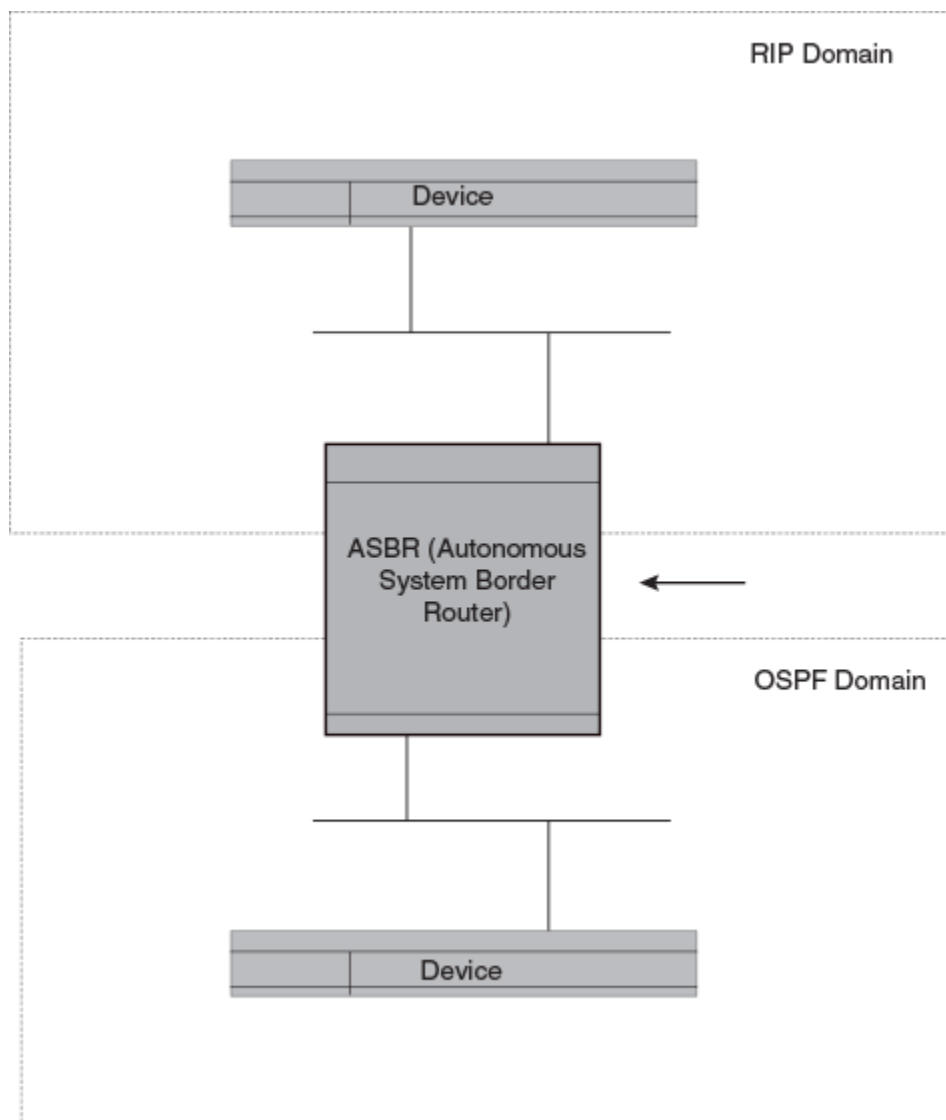 RIP Domain
Device
ASBR (Autonomous
System Border
Router)
OSPF Domain
Device